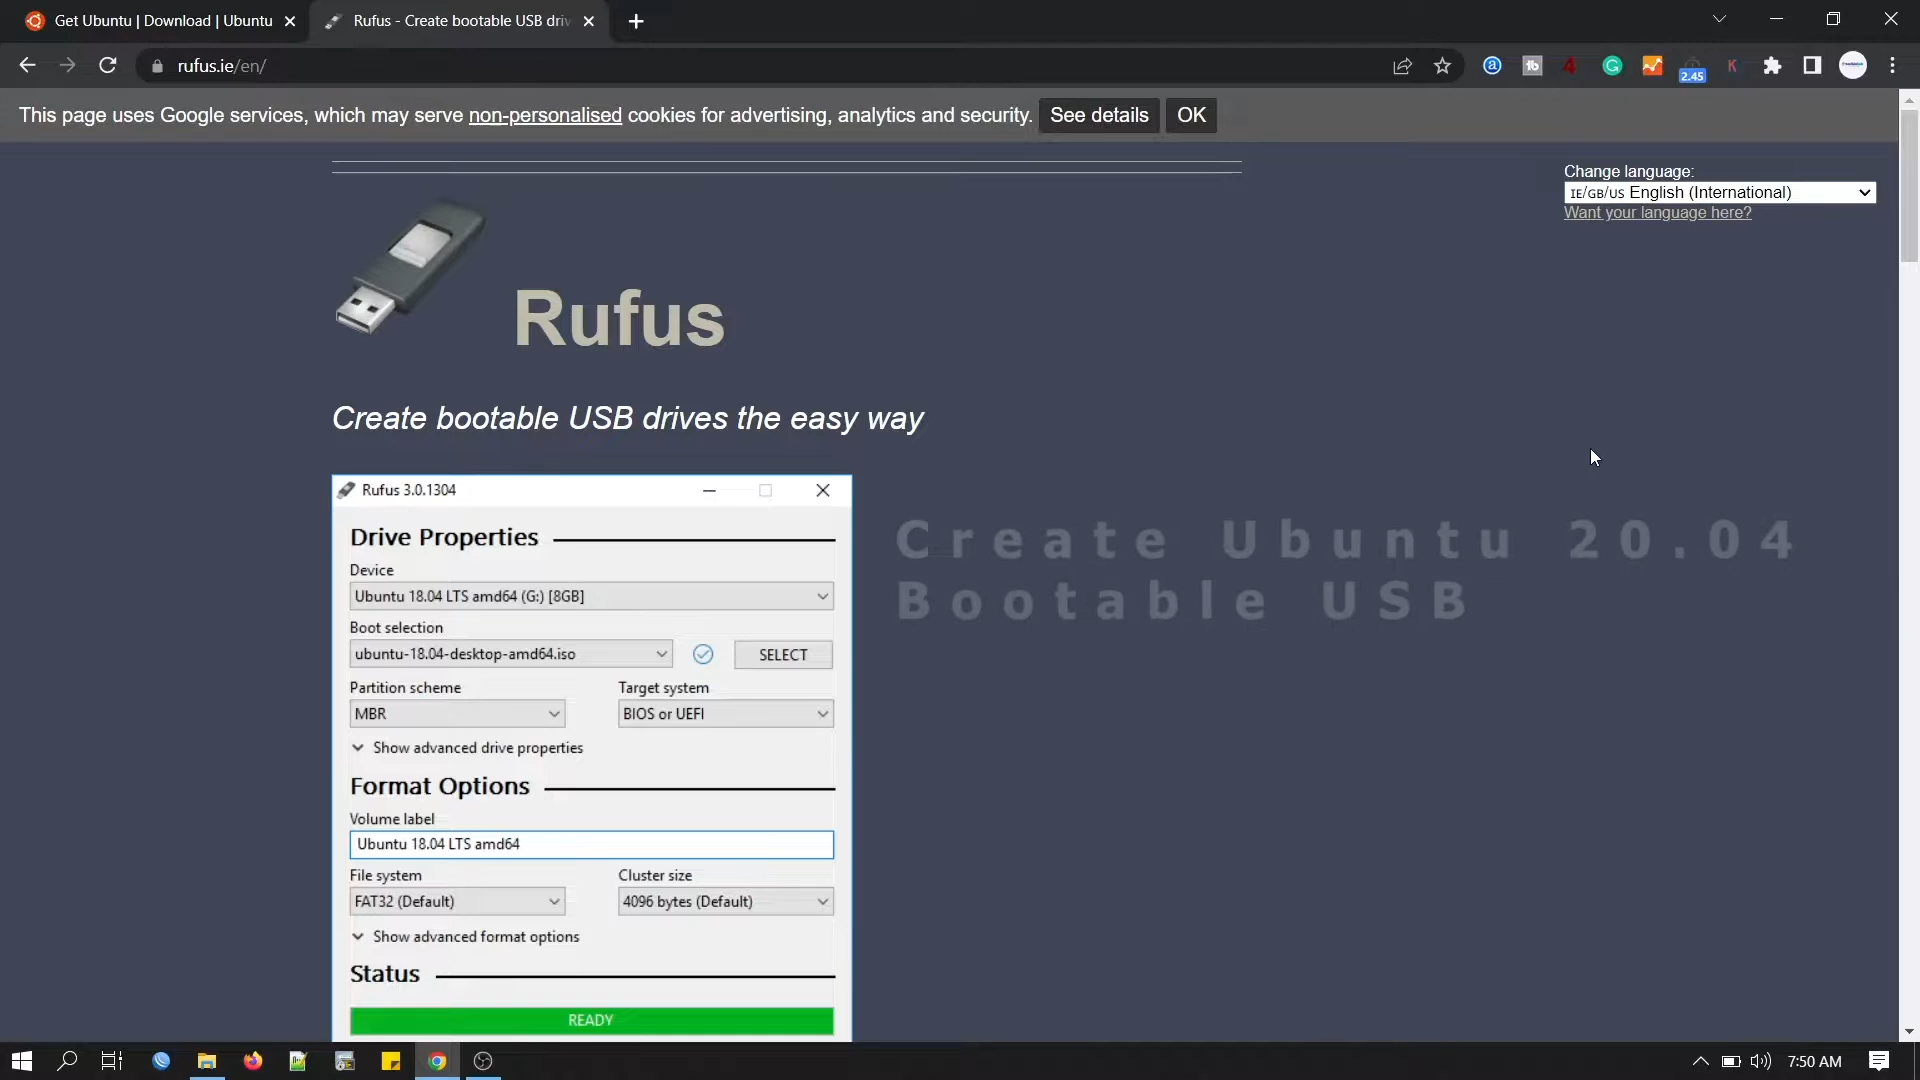 Get Ubuntu | Download | Ubuntu
Rufus - Create bootable USB driv
rufus.ie/en/
2.45
This page uses Google services, which may serve non-personalised cookies for advertising, analytics and security. See details OK
Change language:
IE/GB/US English (International)
Want your language here?
Rufus
Create bootable USB drives the easy way
Rufus 3.0.1304
Drive Properties
Device
Ubuntu 18.04 LTS amd64 (G:) [8GB]
Boot selection
ubuntu-18.04-desktop-amd64.iso SELECT
Partition scheme Target system
MBR BIOS or UEFI
Show advanced drive properties
Format Options
Volume label
Ubuntu 18.04 LTS amd64
File system Cluster size
FAT32 (Default) 4096 bytes (Default)
Show advanced format options
Status
READY
Create Ubuntu 20.04
Bootable USB
7:50 AM